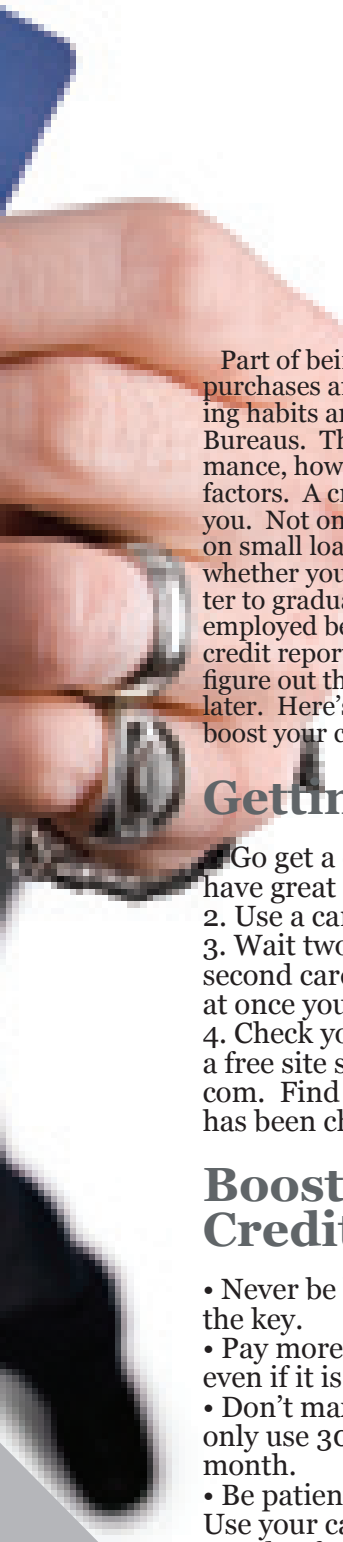 Part of bei
purchases a
ing habits a
Bureaus. Th
mance, how
factors. A c
you. Not on
on small loa
whether you
ter to gradua
employed be
credit repor
figure out th
later. Here's
boost your c
Gettin
Go get a
have great
2. Use a ca
3. Wait two
second car
at once you
4. Check yo
a free site s
com. Find
has been ch
Boost
Credit
• Never be
the key.
• Pay more
even if it is
• Don't ma
only use 30
month.
• Be patien
Use your ca